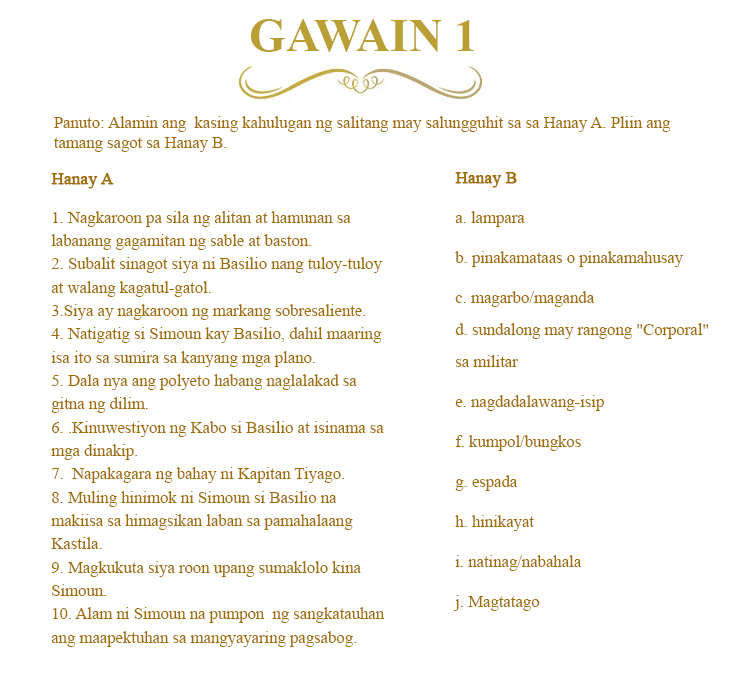 GAWAIN 1
Panuto: Alamin ang  kasing kahulugan ng salitang may salungguhit sa sa Hanay A. Pliin ang
tamang sagot sa Hanay B.
Hanay A
1. Nagkaroon pa sila ng alitan at hamunan sa
labanang gagamitan ng sable at baston.
2. Subalit sinagot siya ni Basilio nang tuloy-tuloy
at walang kagatul-gatol.
3.Siya ay nagkaroon ng markang sobresaliente.
4. Natigatig si Simoun kay Basilio, dahil maaring
isa ito sa sumira sa kanyang mga plano.
5. Dala nya ang polyeto habang naglalakad sa
gitna ng dilim.
6. .Kinuwestiyon ng Kabo si Basilio at isinama sa
mga dinakip.
7.  Napakagara ng bahay ni Kapitan Tiyago.
8. Muling hinimok ni Simoun si Basilio na
makiisa sa himagsikan laban sa pamahalaang
Kastila.
9. Magkukuta siya roon upang sumaklolo kina
Simoun.
10. Alam ni Simoun na pumpon  ng sangkatauhan
ang maapektuhan sa mangyayaring pagsabog.
Hanay B
a. lampara
b. pinakamataas o pinakamahusay
c. magarbo/maganda
d. sundalong may rangong "Corporal"
sa militar
e. nagdadalawang-isip
f. kumpol/bungkos
g. espada
h. hinikayat
i. natinag/nabahala
j. Magtatago